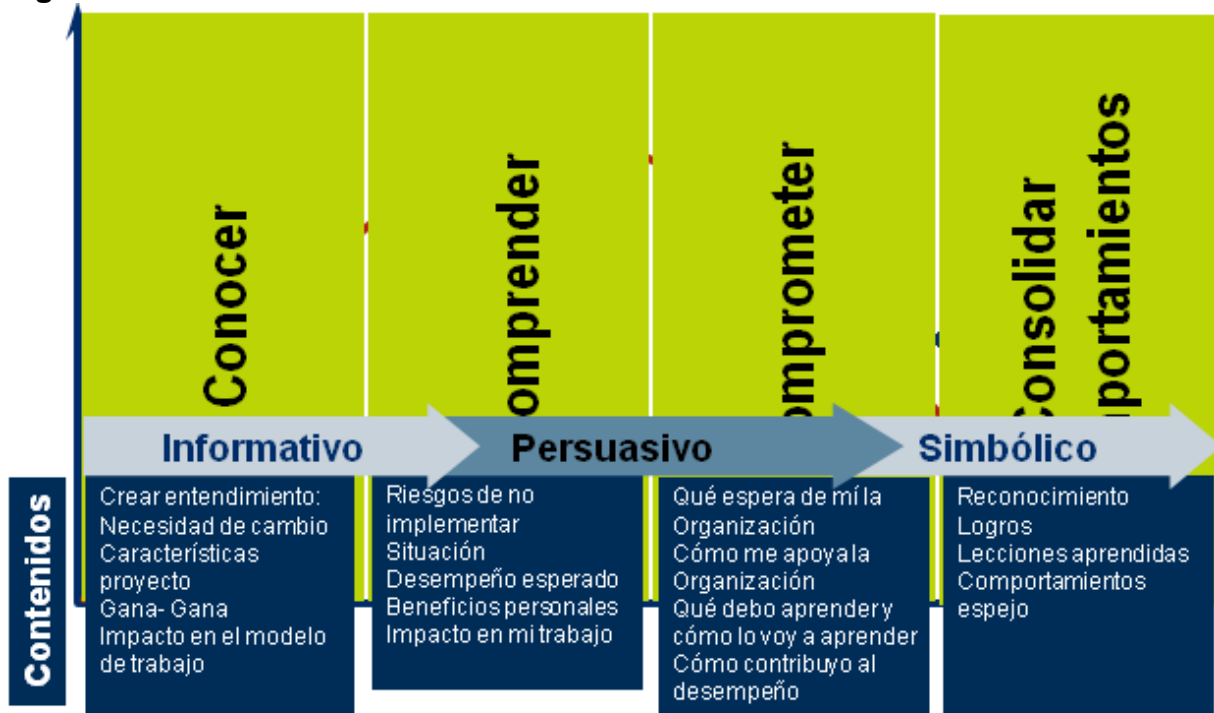 Conocer
omprender
omprometer
Consolidar
portamientos
Informativo
Persuasivo
Simbólico
Contenidos
Crear entendimiento:
Necesidad de cambio
Características
proyecto
Gana- Gana
Impacto en el modelo
de trabajo
Riesgos de no
implementar
Situación
Desempeño esperado
Beneficios personales
Impacto en mi trabajo
Qué espera de mí la
Organización
Cómo me apoya la
Organización
Qué debo aprender y
cómo lo voy a aprender
Cómo contribuyo al
desempeño
Reconocimiento
Logros
Lecciones aprendidas
Comportamientos
espejo